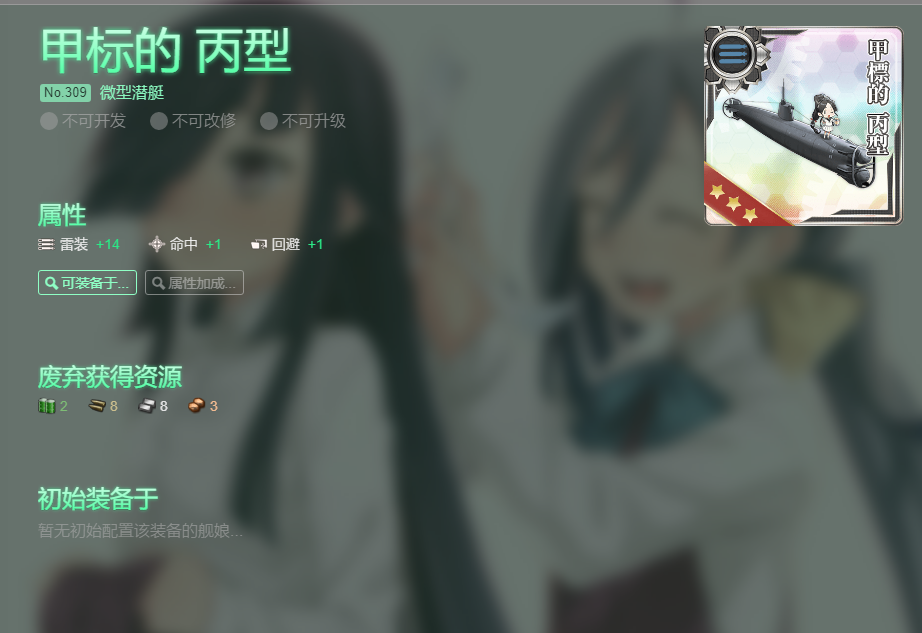 甲标的 丙型
No.309 微型潜艇
不可开发 不可改修 不可升级
甲標的 丙型
属性
雷装 +14 命中 +1 回避 +1
可装备于... 属性加成...
废弃获得资源
2 8 8 3
初始装备于
暂无初始配置该装备的舰娘...